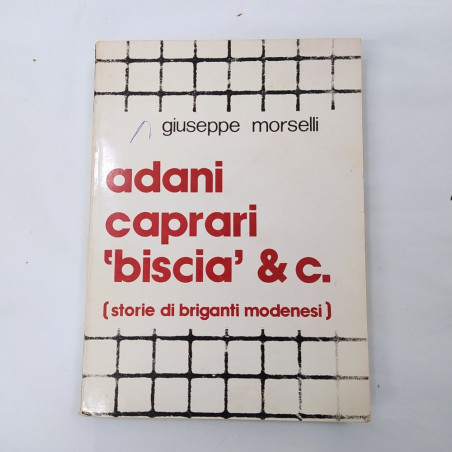 giuseppe morselli
adani
caprari
'biscia' & c.
(storie di briganti modenesi)